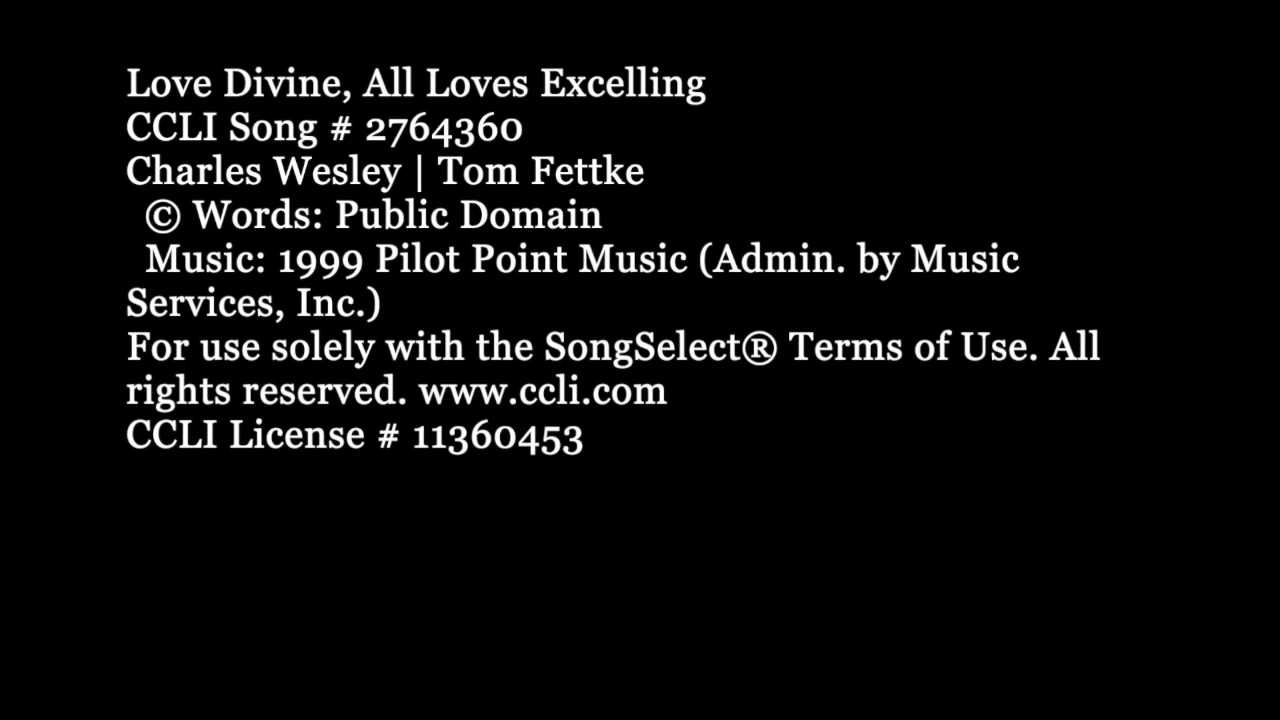 Love Divine, All Loves Excelling
CCLI Song # 2764360
Charles Wesley | Tom Fettke
© Words: Public Domain
Music: 1999 Pilot Point Music (Admin. by Music
Services, Inc.)
For use solely with the SongSelect® Terms of Use. All
rights reserved. www.ccli.com
CCLI License # 11360453